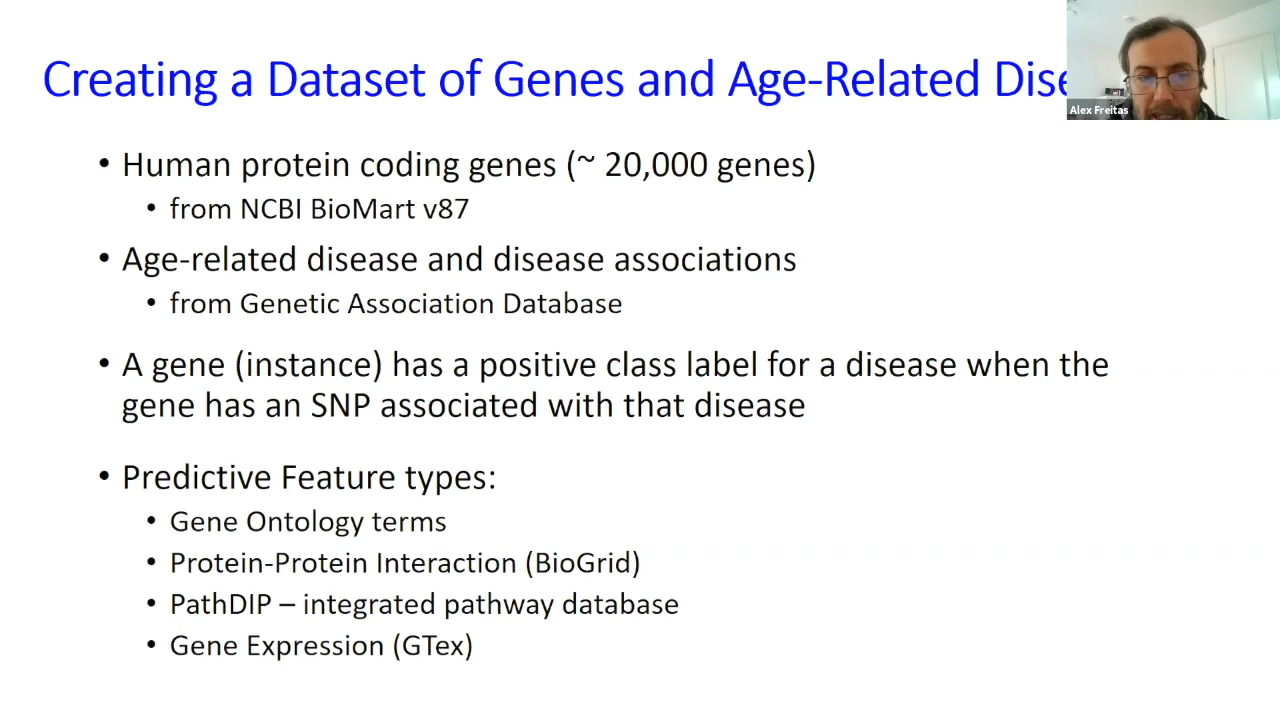 Creating a Dataset of Genes and Age-Related
Alex Freitas
• Human protein coding genes (~ 20,000 genes)
• from NCBI BioMart v87
• Age-related disease and disease associations
• from Genetic Association Database
• A gene (instance) has a positive class label for a disease when the
gene has an SNP associated with that disease
• Predictive Feature types:
• Gene Ontology terms
• Protein-Protein Interaction (BioGrid)
• PathDIP – integrated pathway database
• Gene Expression (GTex)